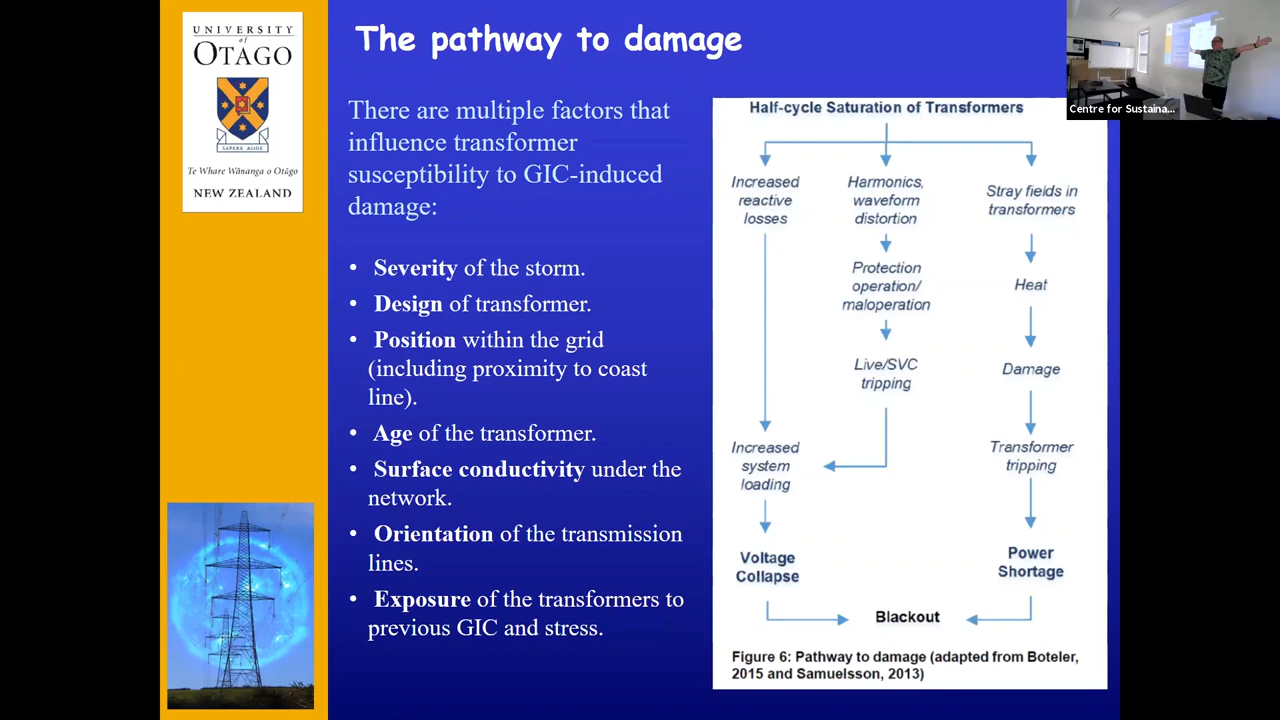 UNIVERSITY
of
OTAGO
SAPERE AUDE
Te Whare Wānanga o Otāgo
NEW ZEALAND
The pathway to damage
There are multiple factors that
influence transformer
susceptibility to GIC-induced
damage:
• Severity of the storm.
• Design of transformer.
• Position within the grid
(including proximity to coast
line).
• Age of the transformer.
• Surface conductivity under the
network.
• Orientation of the transmission
lines.
• Exposure of the transformers to
previous GIC and stress.
Half-cycle Saturation of Transformers
Increased
reactive
losses
Harmonics,
waveform
distortion
Stray fields in
transformers
Protection
operation/
maloperation
Heat
Live/SVC
tripping
Damage
Increased
system
loading
Transformer
tripping
Voltage
Collapse
Power
Shortage
Blackout
Figure 6: Pathway to damage (adapted from Boteler,
2015 and Samuelsson, 2013)
Centre for Sustaina...